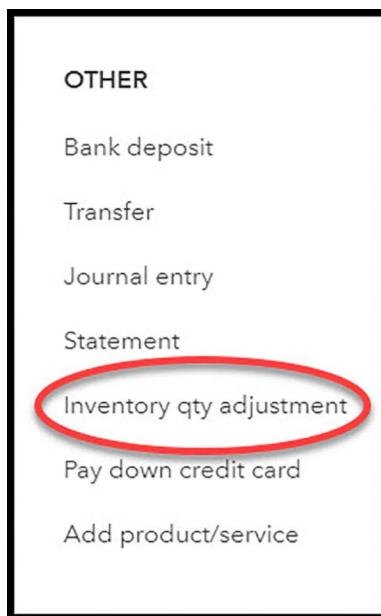 OTHER
Bank deposit
Transfer
Journal entry
Statement
Inventory qty adjustment
Pay down credit card
Add product/service